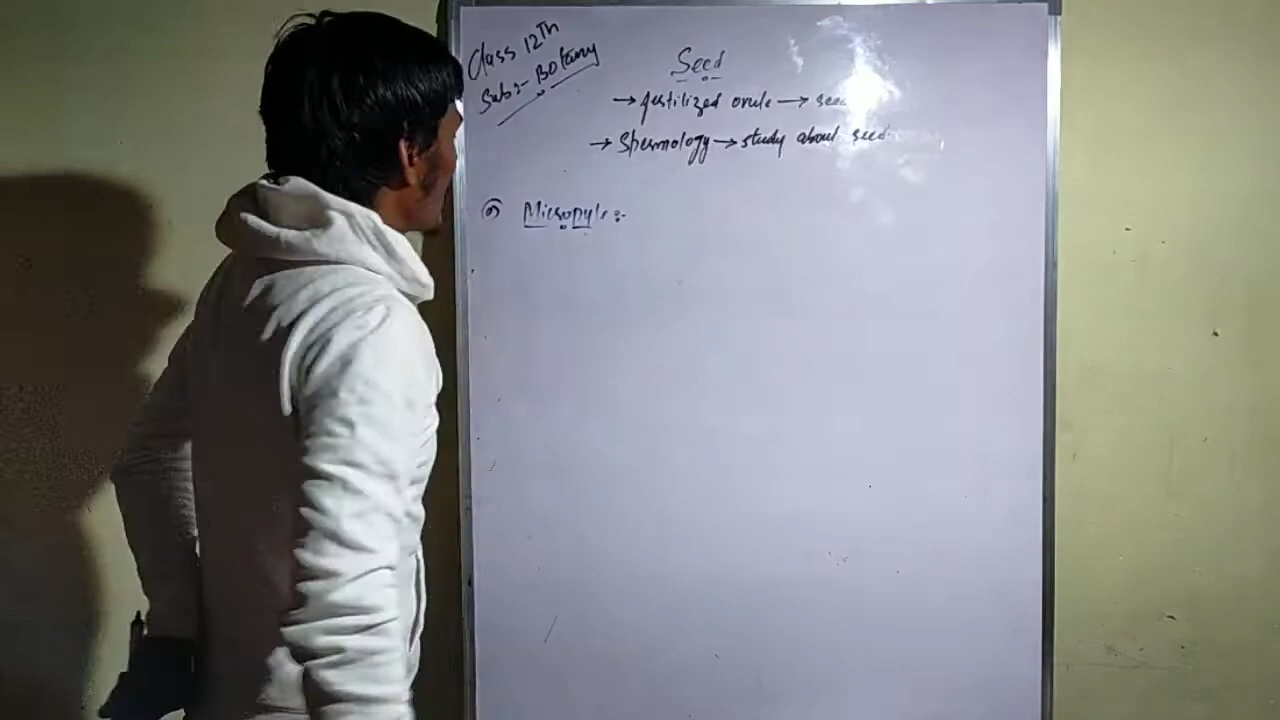 Class 12Th
Sub:- Botany
Seed
→ fertilized ovule → seed
→ Spermology → study about seed.
a) Micropyle :-